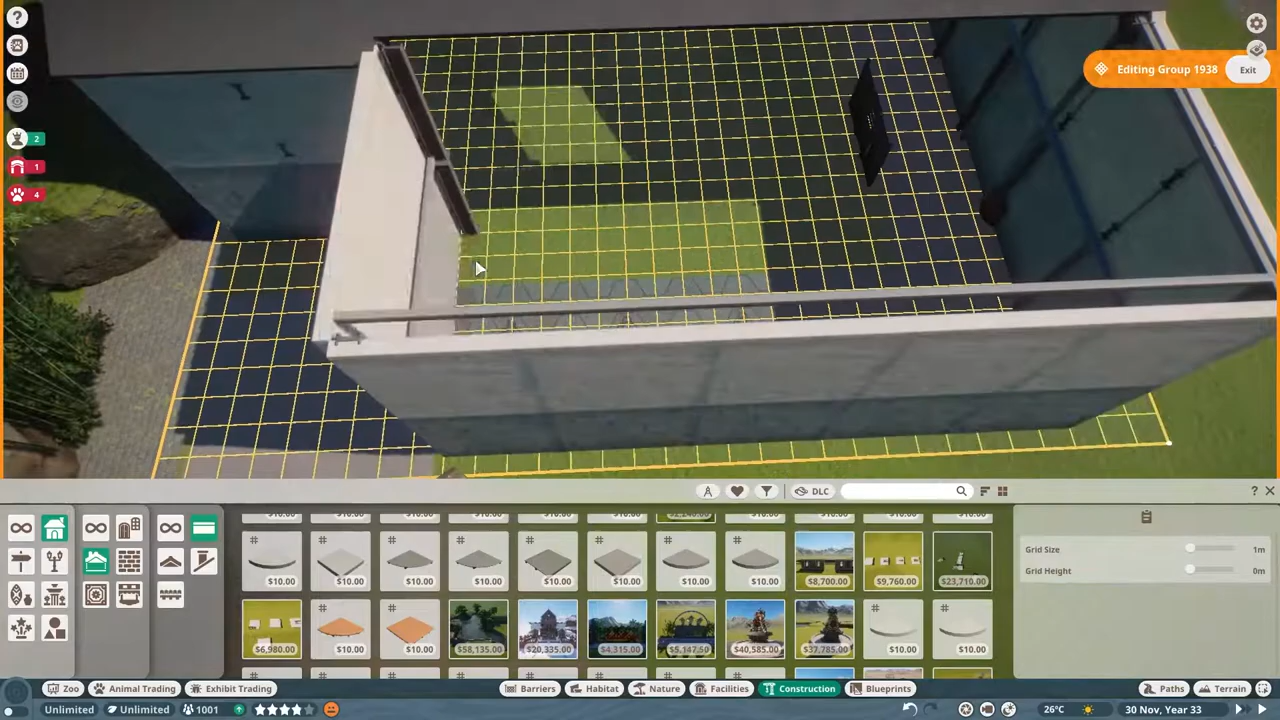 ?
Editing Group 1938 Exit
2
1
4
DLC
? ×
$10.00 $10.00 $10.00 $10.00 $10.00 $10.00 $10.00 $10.00 $8,700.00 $9,760.00 $23,710.00
Grid Size 1m
Grid Height 0m
$6,980.00 $10.00 $10.00 $58,135.00 $20,335.00 $4,315.00 $5,147.50 $40,585.00 $37,785.00 $10.00 $10.00
Zoo Animal Trading Exhibit Trading Barriers Habitat Nature Facilities Construction Blueprints Paths Terrain
Unlimited Unlimited 1001 26°C 30 Nov, Year 33